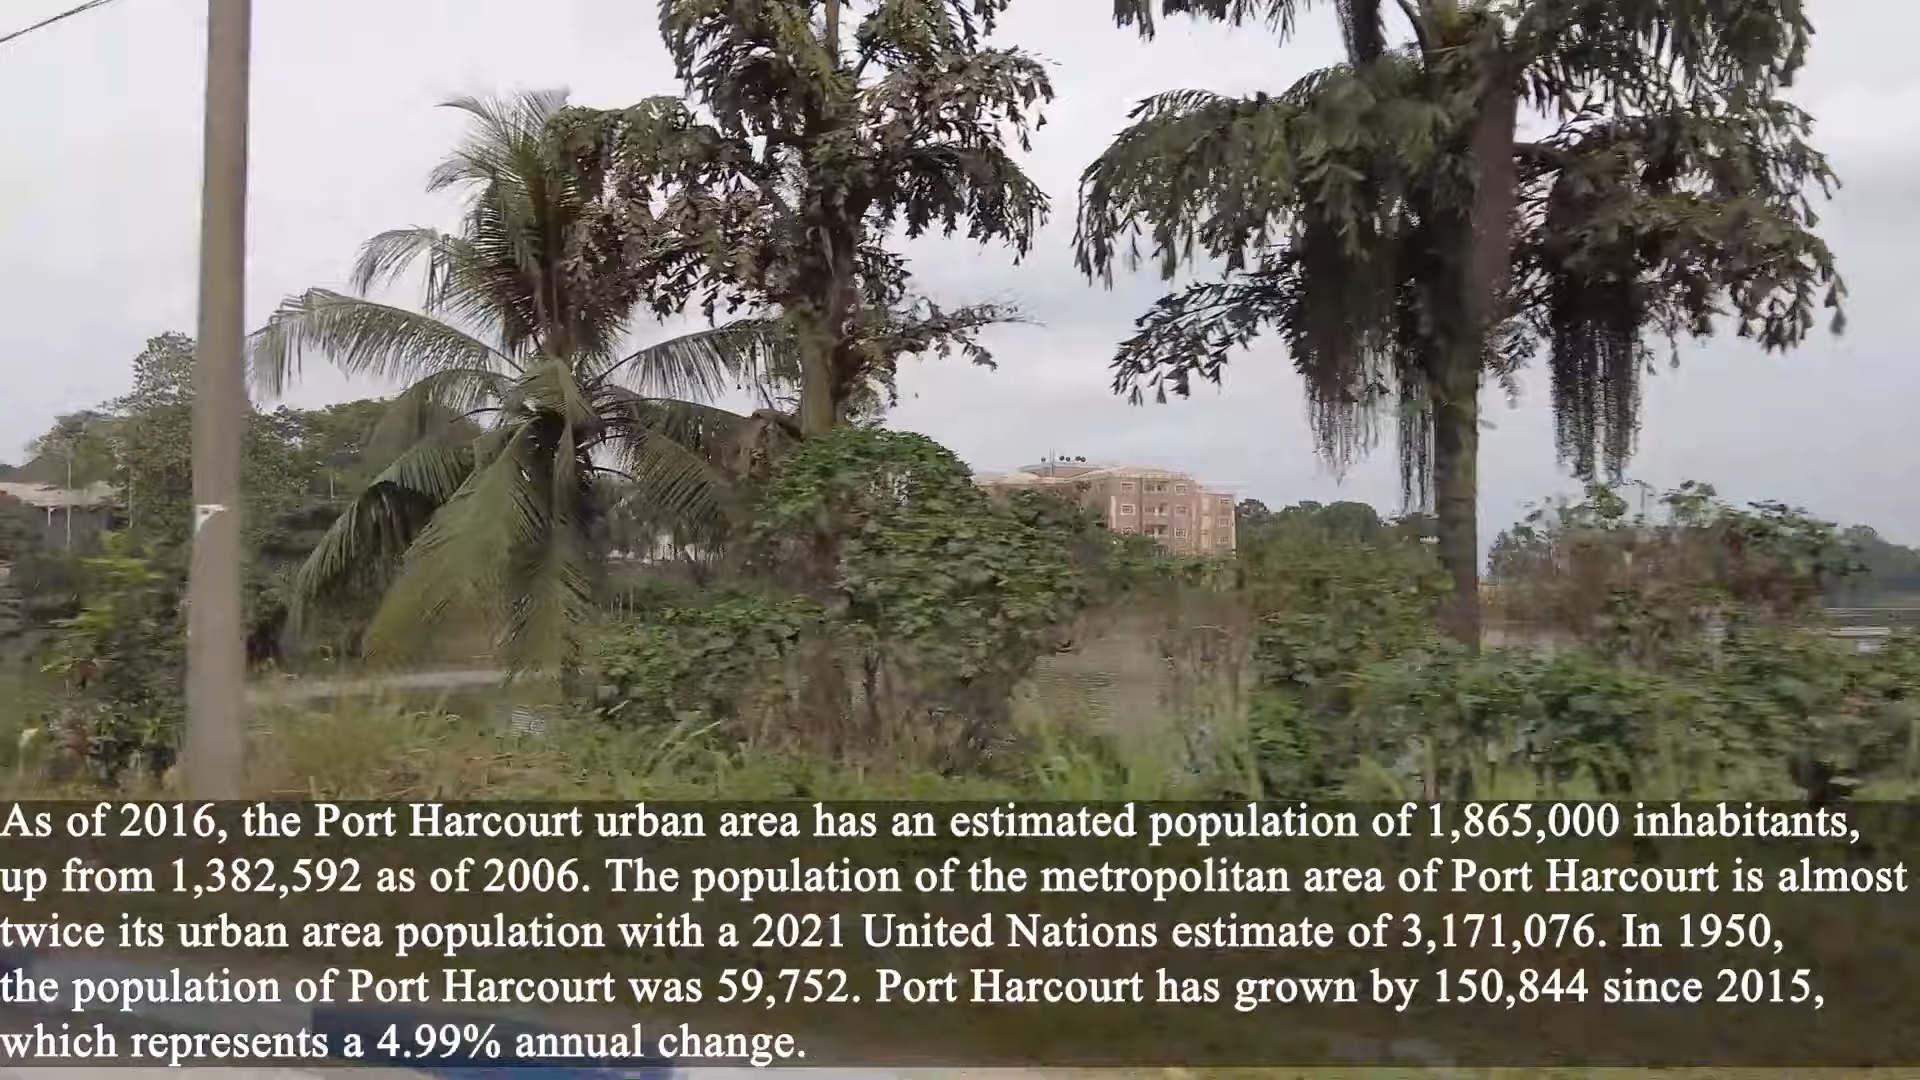 As of 2016, the Port Harcourt urban area has an estimated population of 1,865,000 inhabitants,
up from 1,382,592 as of 2006. The population of the metropolitan area of Port Harcourt is almost
twice its urban area population with a 2021 United Nations estimate of 3,171,076. In 1950,
the population of Port Harcourt was 59,752. Port Harcourt has grown by 150,844 since 2015,
which represents a 4.99% annual change.